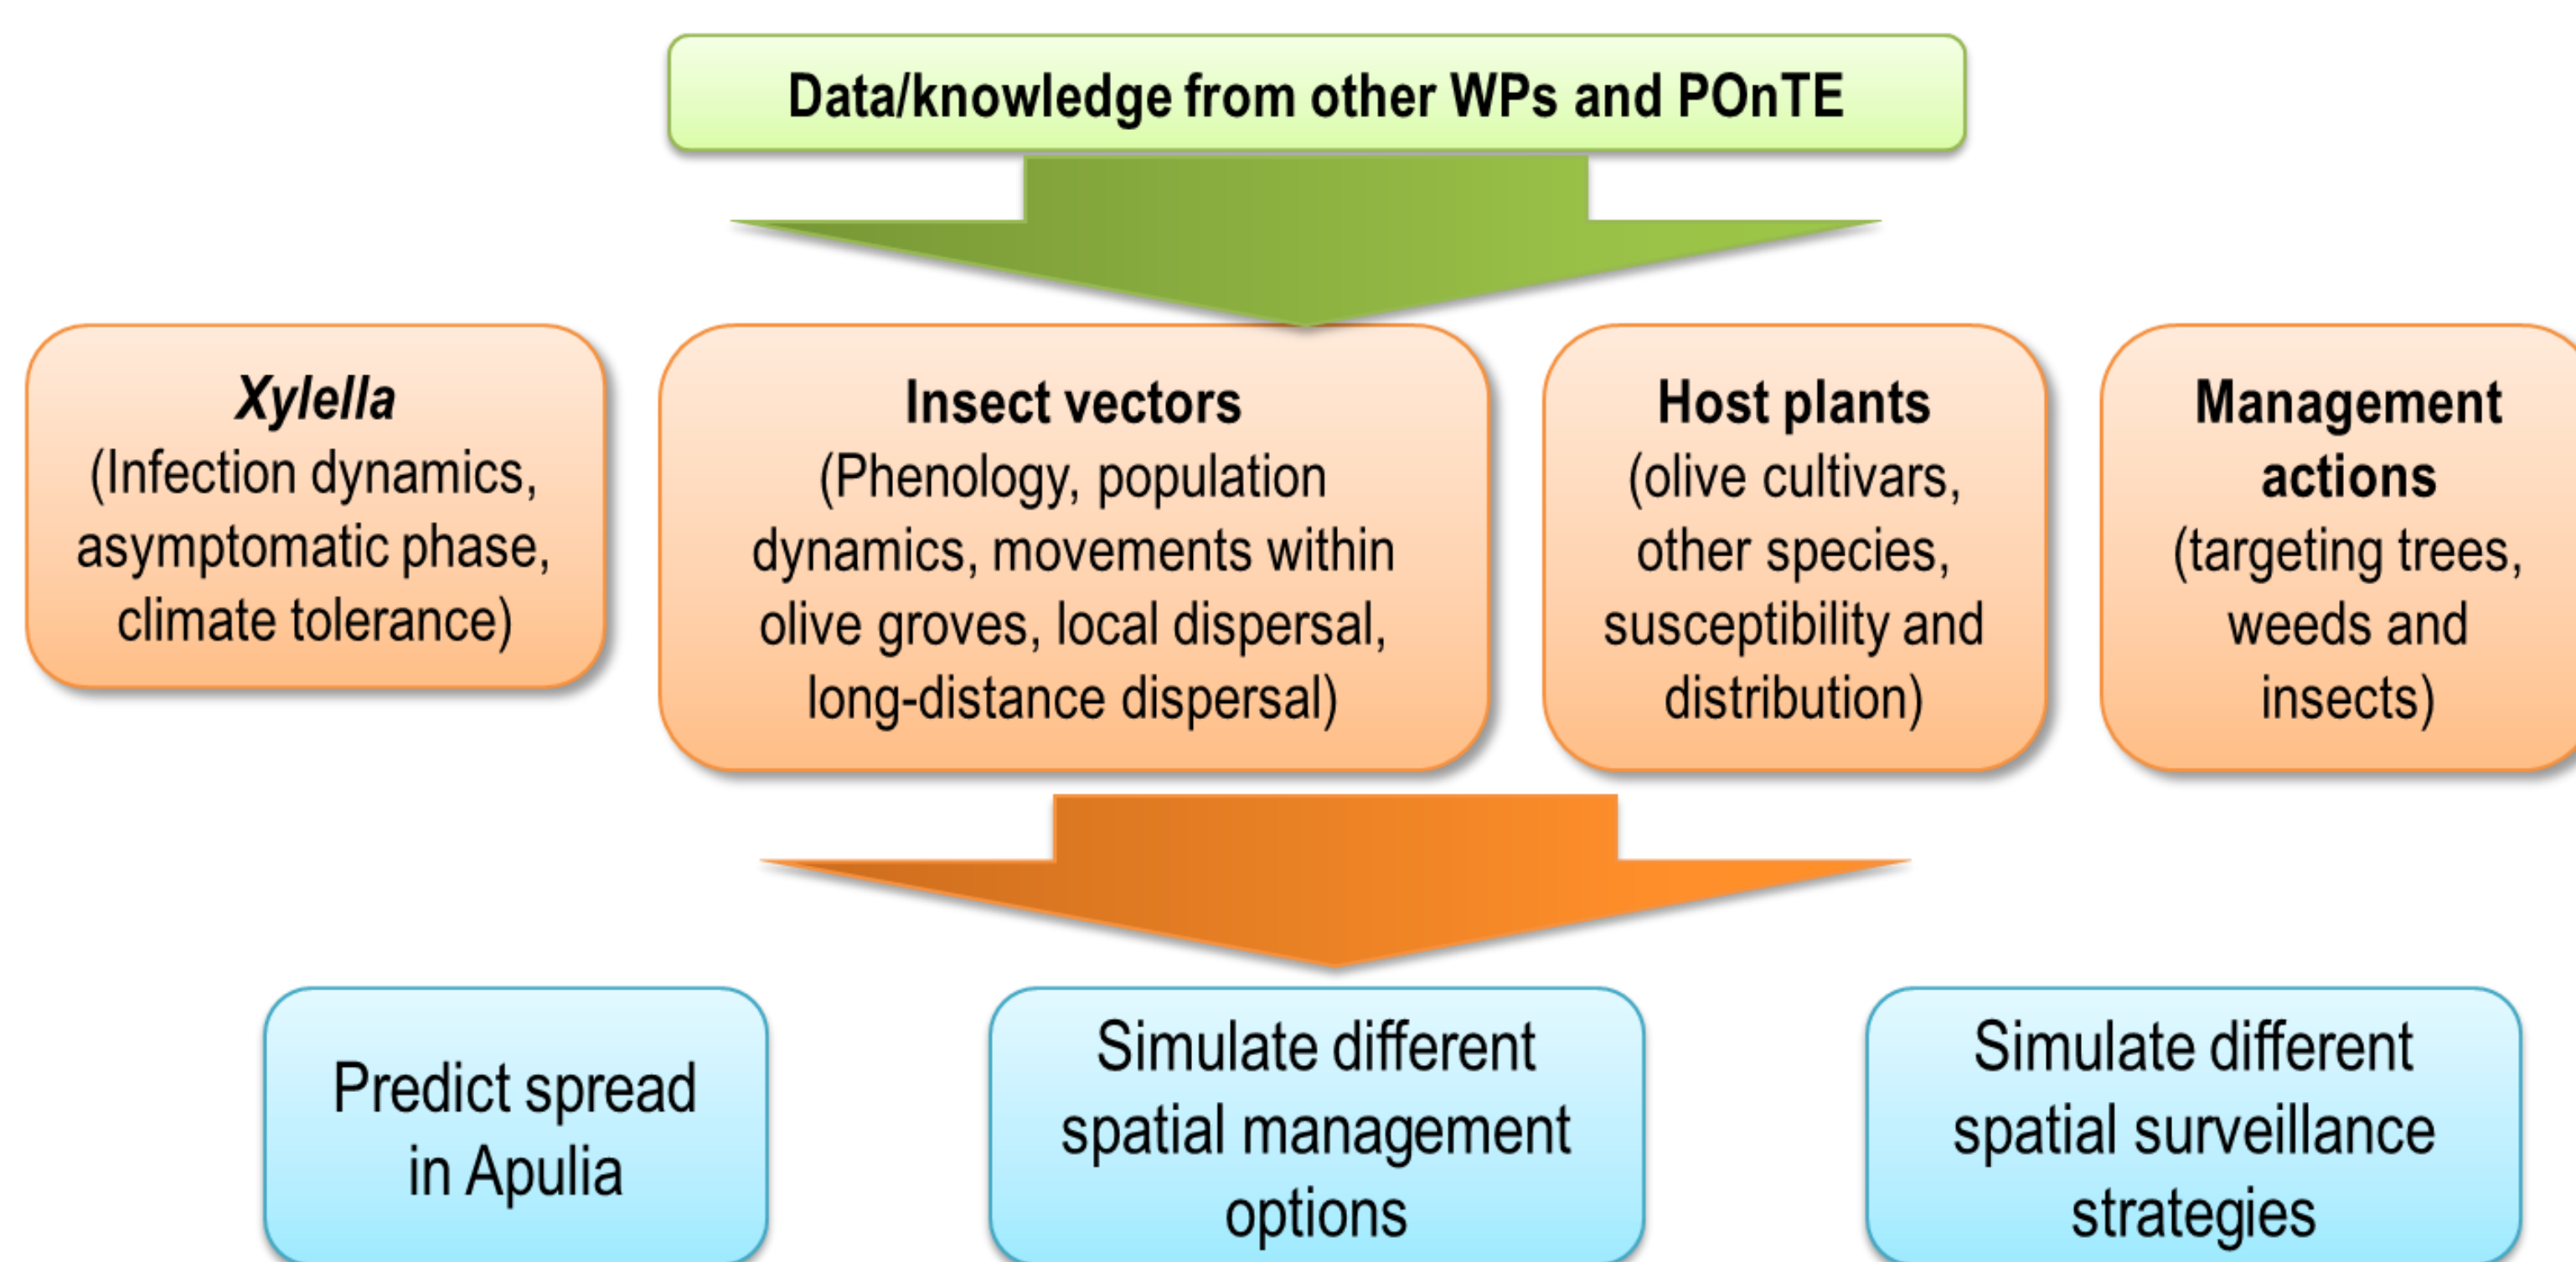 Data/knowledge from other WPs and POnTE
Xylella
(Infection dynamics,
asymptomatic phase,
climate tolerance)
Insect vectors
(Phenology, population
dynamics, movements within
olive groves, local dispersal,
long-distance dispersal)
Host plants
(olive cultivars,
other species,
susceptibility and
distribution)
Management
actions
(targeting trees,
weeds and
insects)
Predict spread
in Apulia
Simulate different
spatial management
options
Simulate different
spatial surveillance
strategies